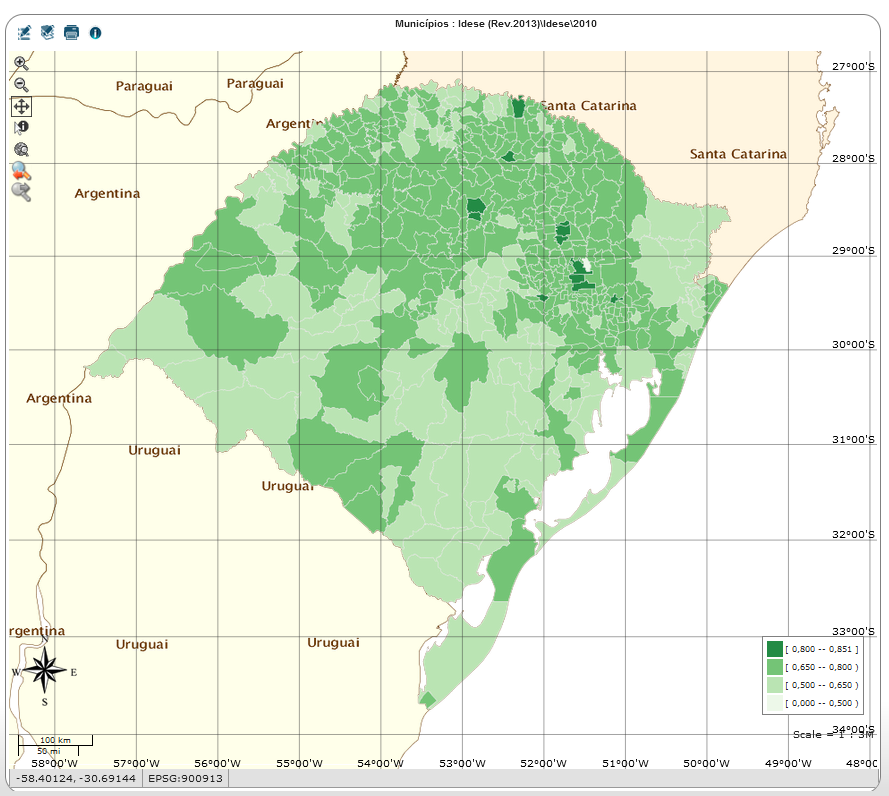 Municípios : Idese (Rev.2013)\Idese\2010
27°00'S
Paraguai
Paraguai
Santa Catarina
Argentin
Santa Catarina
28°00'S
Argentina
29°00'S
30°00'S
Argentina
31°00'S
Uruguai
Uruguai
32°00'S
rgentina
33°00'S
Uruguai
Uruguai
N
W
E
S
[ 0,800 -- 0,851 ]
[ 0,650 -- 0,800 )
[ 0,500 -- 0,650 )
[ 0,000 -- 0,500 )
34°00'S
Scale = 1 : 3M
100 km
50 mi
58°00'W 57°00'W 56°00'W 55°00'W 54°00'W 53°00'W 52°00'W 51°00'W 50°00'W 49°00'W 48°00
-58.40124, -30.69144 EPSG:900913